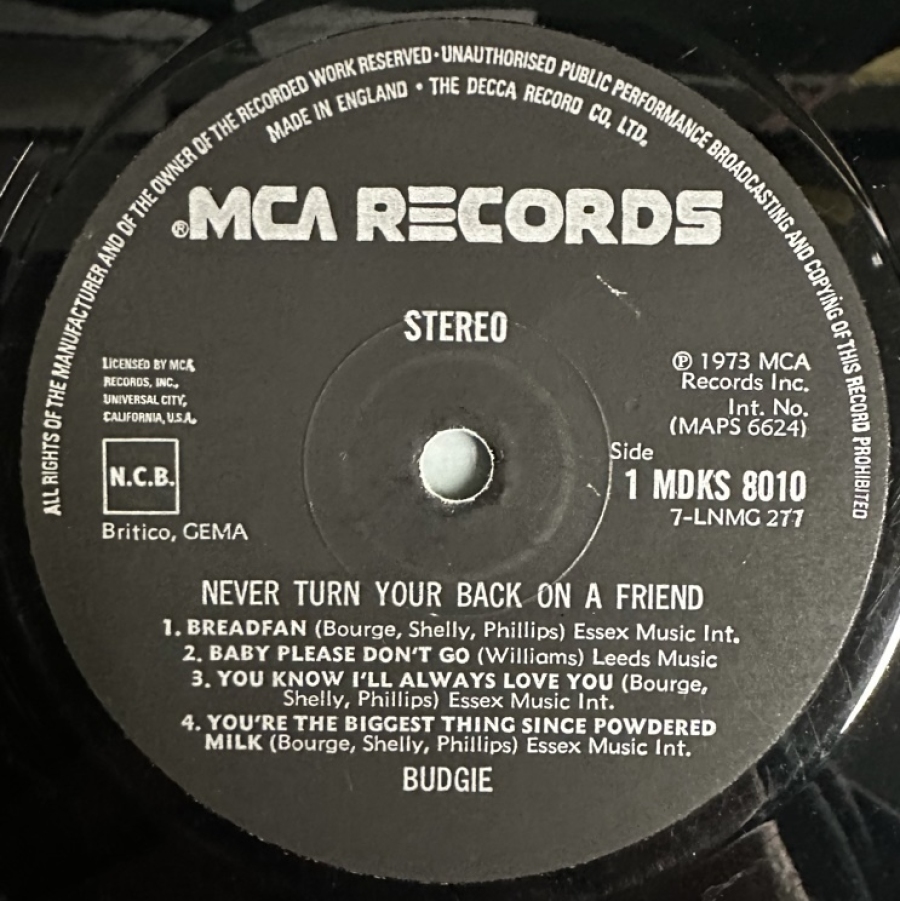 ALL RIGHTS OF THE MANUFACTURER AND OF THE OWNER OF THE RECORDED WORK RESERVED · UNAUTHORISED PUBLIC PERFORMANCE BROADCASTING AND COPYING OF THIS RECORD PROHIBITED
MADE IN ENGLAND • THE DECCA RECORD CO, LTD.
®MCA RECORDS
STEREO
LICENSED BY MCA
RECORDS, INC.,
UNIVERSAL CITY,
CALIFORNIA, U.S.A.
N.C.B.
Britico, GEMA
℗ 1973 MCA
Records Inc.
Int. No.
(MAPS 6624)
Side
1 MDKS 8010
7-LNMG 277
NEVER TURN YOUR BACK ON A FRIEND
1. BREADFAN (Bourge, Shelly, Phillips) Essex Music Int.
2. BABY PLEASE DON'T GO (Williams) Leeds Music
3. YOU KNOW I'LL ALWAYS LOVE YOU (Bourge,
Shelly, Phillips) Essex Music Int.
4. YOU'RE THE BIGGEST THING SINCE POWDERED
MILK (Bourge, Shelly, Phillips) Essex Music Int.
BUDGIE